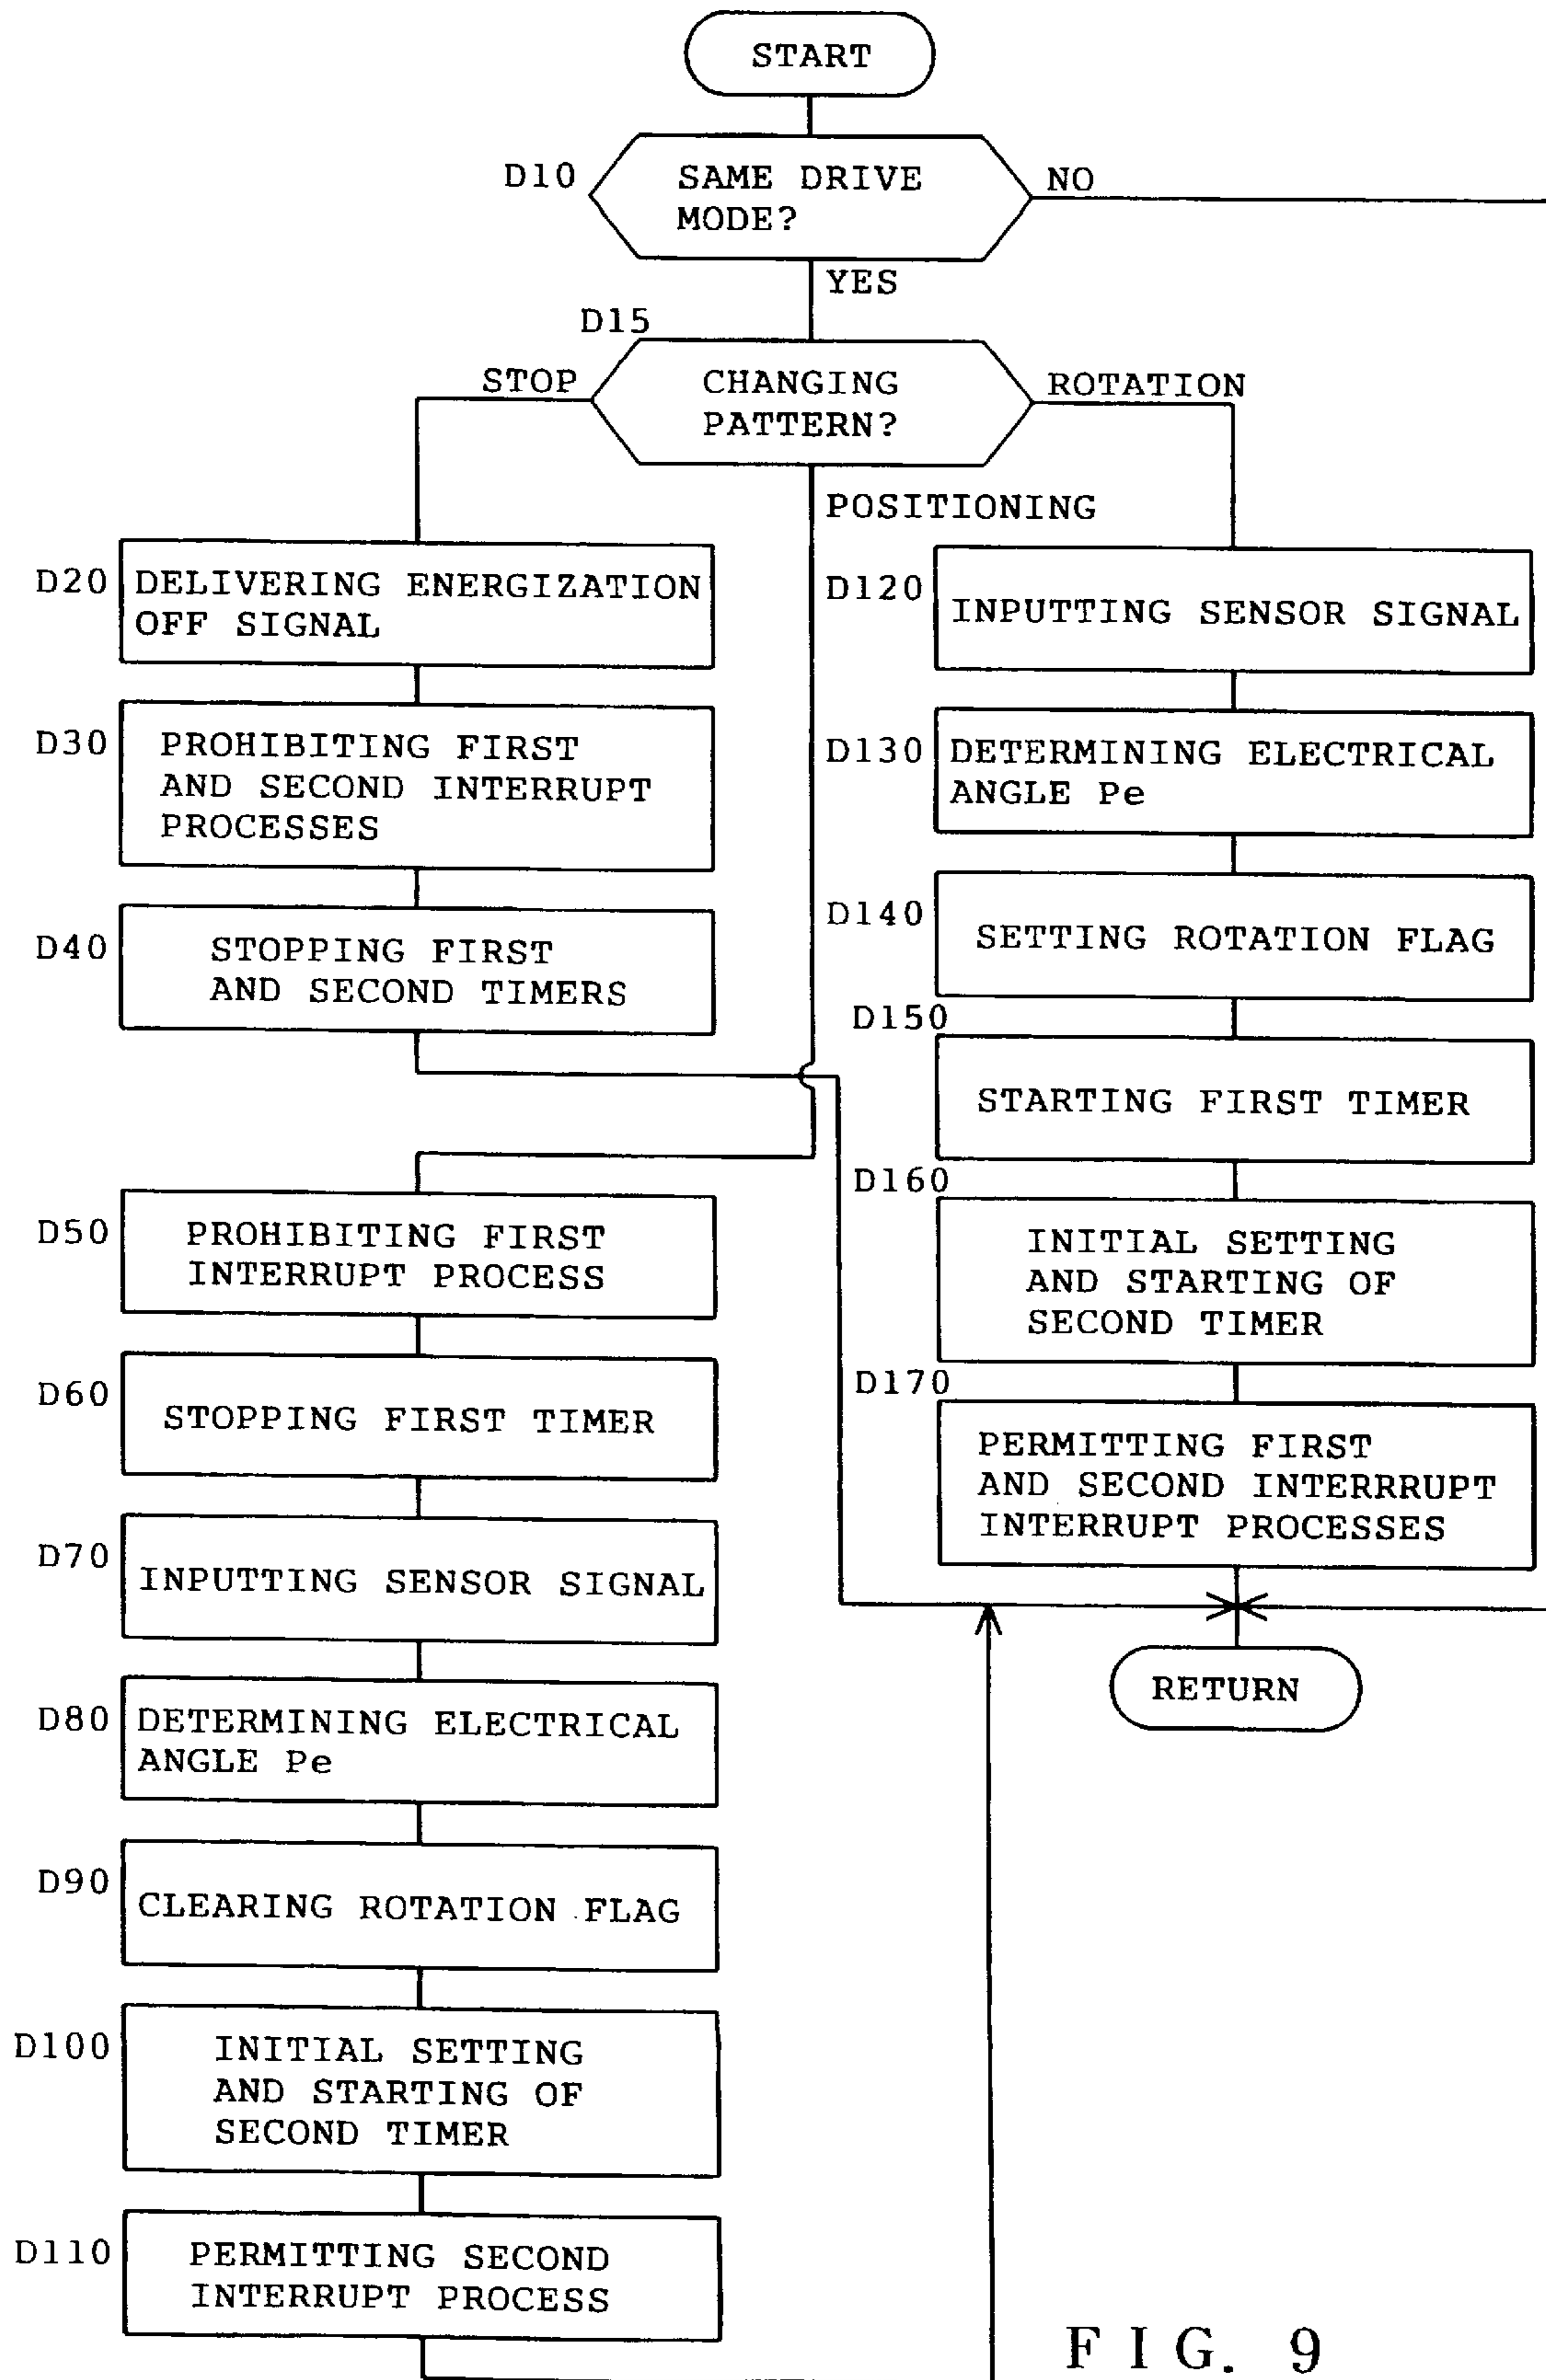 START
D10
SAME DRIVE
MODE?
NO
YES
D15
STOP
CHANGING
PATTERN?
ROTATION
POSITIONING
D20
DELIVERING ENERGIZATION
OFF SIGNAL
D30
PROHIBITING FIRST
AND SECOND INTERRUPT
PROCESSES
D40
STOPPING FIRST
AND SECOND TIMERS
D50
PROHIBITING FIRST
INTERRUPT PROCESS
D60
STOPPING FIRST TIMER
D70
INPUTTING SENSOR SIGNAL
D80
DETERMINING ELECTRICAL
ANGLE Pe
D90
CLEARING ROTATION FLAG
D100
INITIAL SETTING
AND STARTING OF
SECOND TIMER
D110
PERMITTING SECOND
INTERRUPT PROCESS
D120
INPUTTING SENSOR SIGNAL
D130
DETERMINING ELECTRICAL
ANGLE Pe
D140
SETTING ROTATION FLAG
D150
STARTING FIRST TIMER
D160
INITIAL SETTING
AND STARTING OF
SECOND TIMER
D170
PERMITTING FIRST
AND SECOND INTERRRUPT
INTERRUPT PROCESSES
RETURN
FIG. 9